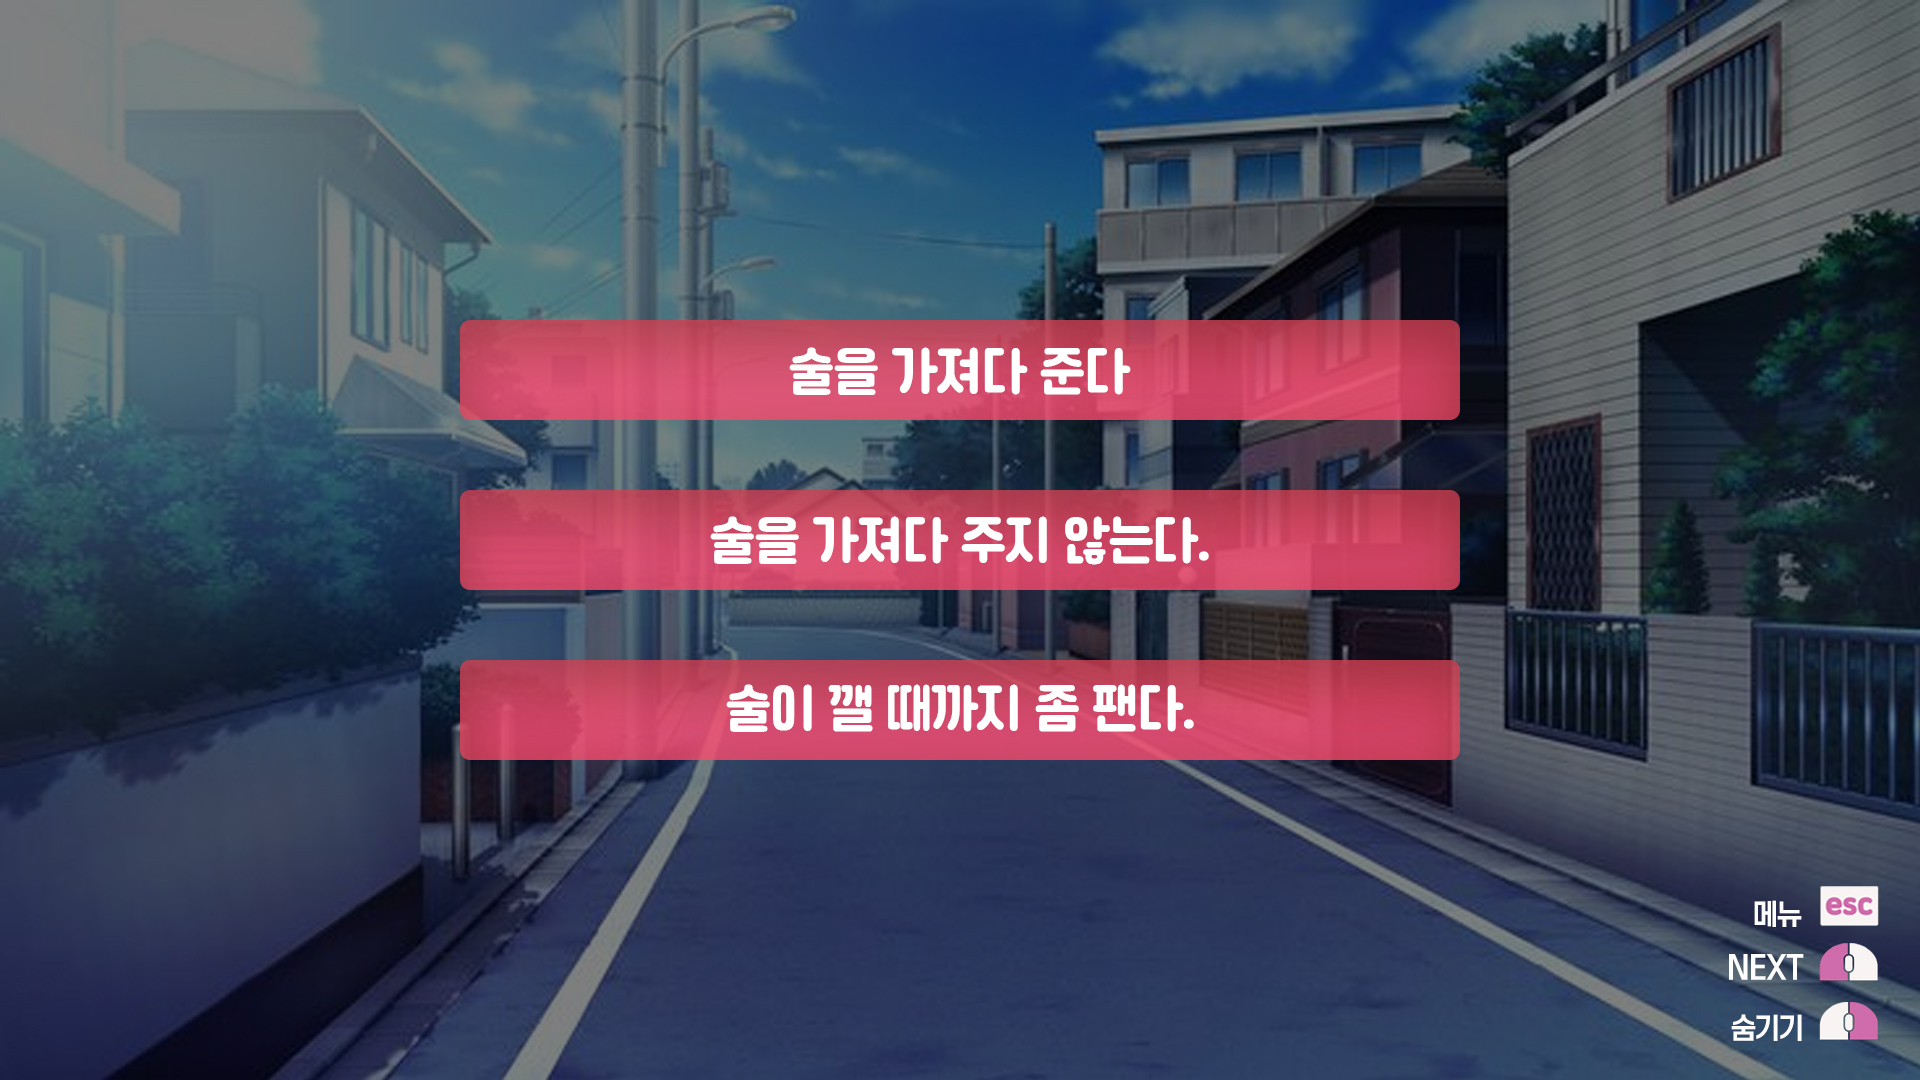 술을 가져다 준다
술을 가져다 주지 않는다.
술이 깰 때까지 좀 팬다.
메뉴 esc
NEXT
숨기기